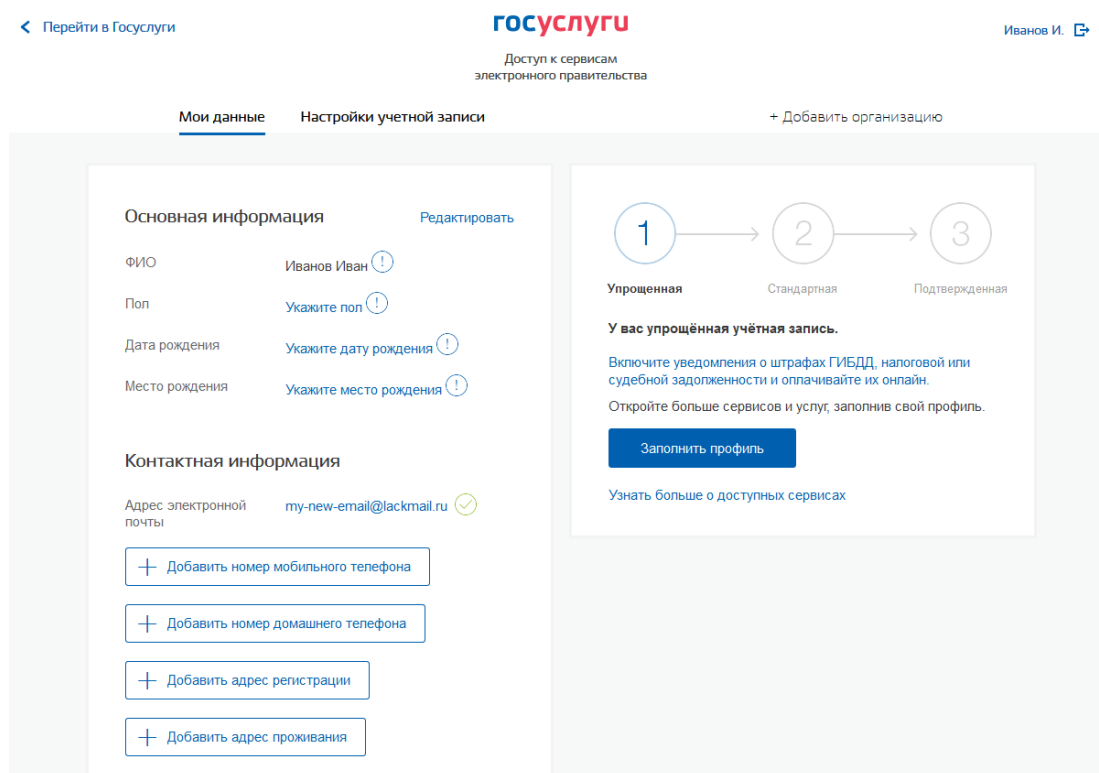 Перейти в Госуслуги
госуслуги
Иванов И.
Доступ к сервисам
электронного правительства
Мои данные
Настройки учетной записи
+ Добавить организацию
Основная информация
Редактировать
ФИО
Иванов Иван
Пол
Укажите пол
Дата рождения
Укажите дату рождения
Место рождения
Укажите место рождения
Контактная информация
Адрес электронной
почты
my-new-email@lackmail.ru
Добавить номер мобильного телефона
Добавить номер домашнего телефона
Добавить адрес регистрации
Добавить адрес проживания
1
2
3
Упрощенная
Стандартная
Подтвержденная
У вас упрощённая учётная запись.
Включите уведомления о штрафах ГИБДД, налоговой или
судебной задолженности и оплачивайте их онлайн.
Откройте больше сервисов и услуг, заполнив свой профиль.
Заполнить профиль
Узнать больше о доступных сервисах